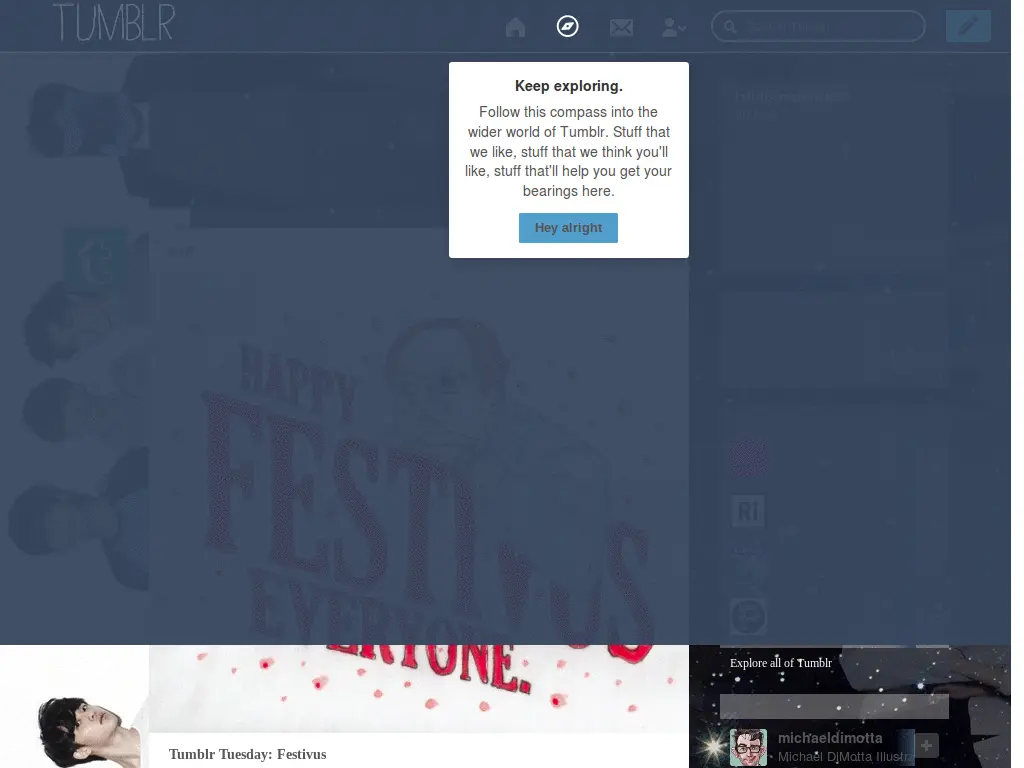 TUMBLR
Keep exploring.
Follow this compass into the
wider world of Tumblr. Stuff that
we like, stuff that we think you'll
like, stuff that'll help you get your
bearings here.
Hey alright
t.
HAPPY
FESTIVUS
EVERYONE.
Ri
Explore all of Tumblr
Tumblr Tuesday: Festivus
michaeldimotta
Michael DiMotta Illustra